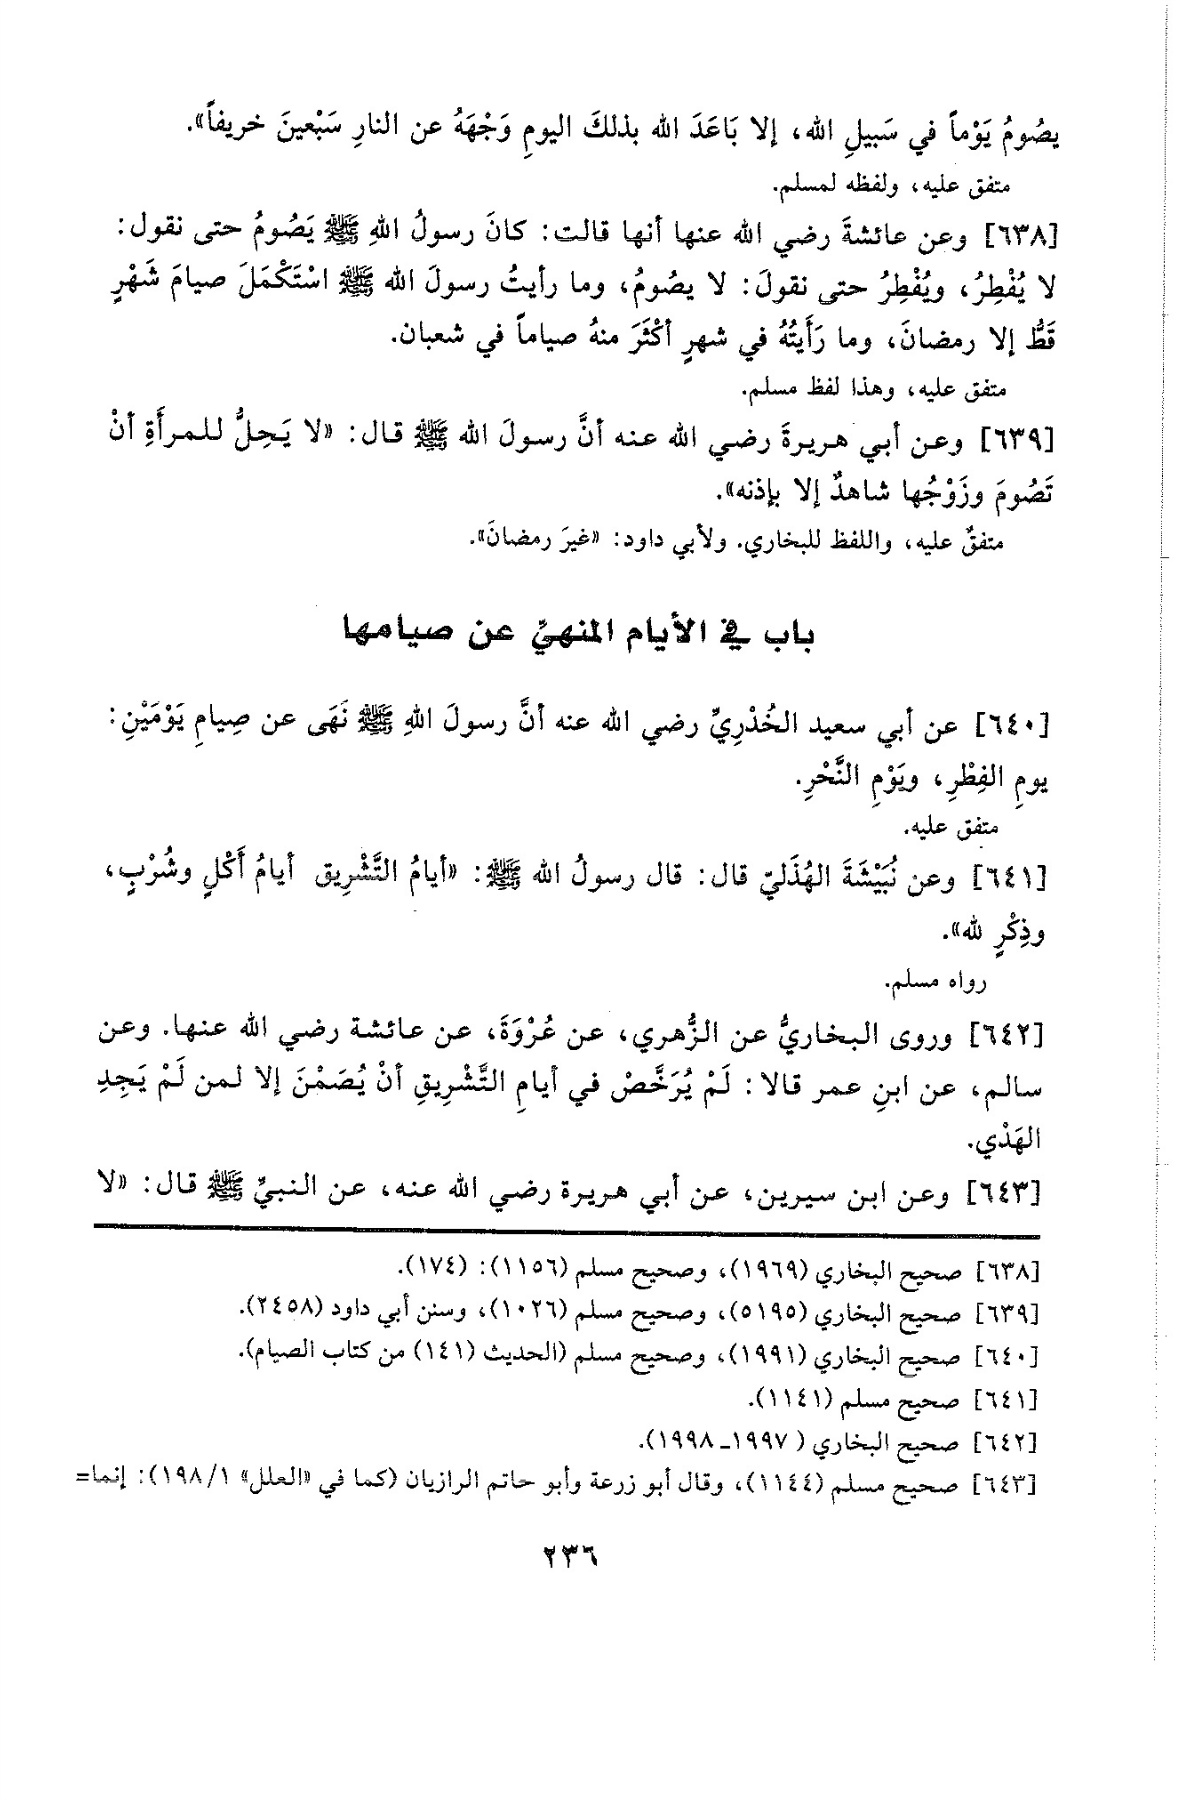 يصُومُ يَوْماً في سَبيلِ الله، إلا بَاعَدَ الله بذلكَ اليومِ وَجْهَهُ عن النارِ سَبْعينَ خريفاً».
متفق عليه، ولفظه لمسلم.
[٦٣٨] وعن عائشةَ رضي الله عنها أنها قالت: كانَ رسولُ اللهِ ﷺ يَصُومُ حتى نقول:
لا يُفْطِرُ، ويُفْطِرُ حتى نقولَ: لا يصُومُ، وما رأيتُ رسولَ الله ﷺ اسْتَكْمَلَ صيامَ شَهْرٍ
قَطُّ إلا رمضانَ، وما رَأَيتُهُ في شهرٍ أكْثَرَ منهُ صياماً في شعبان.
متفق عليه، وهذا لفظ مسلم.
[٦٣٩] وعن أبي هريرةَ رضي الله عنه أنَّ رسولَ الله ﷺ قال: «لا يَحِلُّ للمرأَةِ أنْ
تَصُومَ وزَوْجُها شاهدٌ إلا بإذنه».
متفقٌ عليه، واللفظ للبخاري. ولأبي داود: «غيرَ رمضانَ».
باب في الأيام المنهيِّ عن صيامها
[٦٤٠] عن أبي سعيد الخُدْرِيِّ رضي الله عنه أنَّ رسولَ اللهِ ﷺ نَهَى عن صِيامِ يَوْمَيْنِ:
يومِ الفِطْرِ، ويَوْمِ النَّحْرِ.
متفق عليه.
[٦٤١] وعن نُبَيْشَةَ الهُذَليّ قال: قال رسولُ الله ﷺ: «أيامُ التَّشْرِيق أيامُ أَكْلٍ وشُرْبٍ،
وذِكْرٍ لله».
رواه مسلم.
[٦٤٢] وروى البخاريُّ عن الزُّهري، عن عُرْوَةَ، عن عائشة رضي الله عنها. وعن
سالم، عن ابنِ عمر قالا: لَمْ يُرَخَّصْ في أيامِ التَّشْرِيقِ أنْ يُصَمْنَ إلا لمن لَمْ يَجِدِ
الهَدْي.
[٦٤٣] وعن ابن سيرين، عن أبي هريرة رضي الله عنه، عن النبيِّ ﷺ قال: «لا
[٦٣٨] صحيح البخاري (١٩٦٩)، وصحيح مسلم (١١٥٦): (١٧٤).
[٦٣٩] صحيح البخاري (٥١٩٥)، وصحيح مسلم (١٠٢٦)، وسنن أبي داود (٢٤٥٨).
[٦٤٠] صحيح البخاري (١٩٩١)، وصحيح مسلم (الحديث (١٤١) من كتاب الصيام).
[٦٤١] صحيح مسلم (١١٤١).
[٦٤٢] صحيح البخاري (١٩٩٧ـ١٩٩٨).
[٦٤٣] صحيح مسلم (١١٤٤)، وقال أبو زرعة وأبو حاتم الرازيان (كما في «العلل» ١/١٩٨): إنما=
٢٣٦